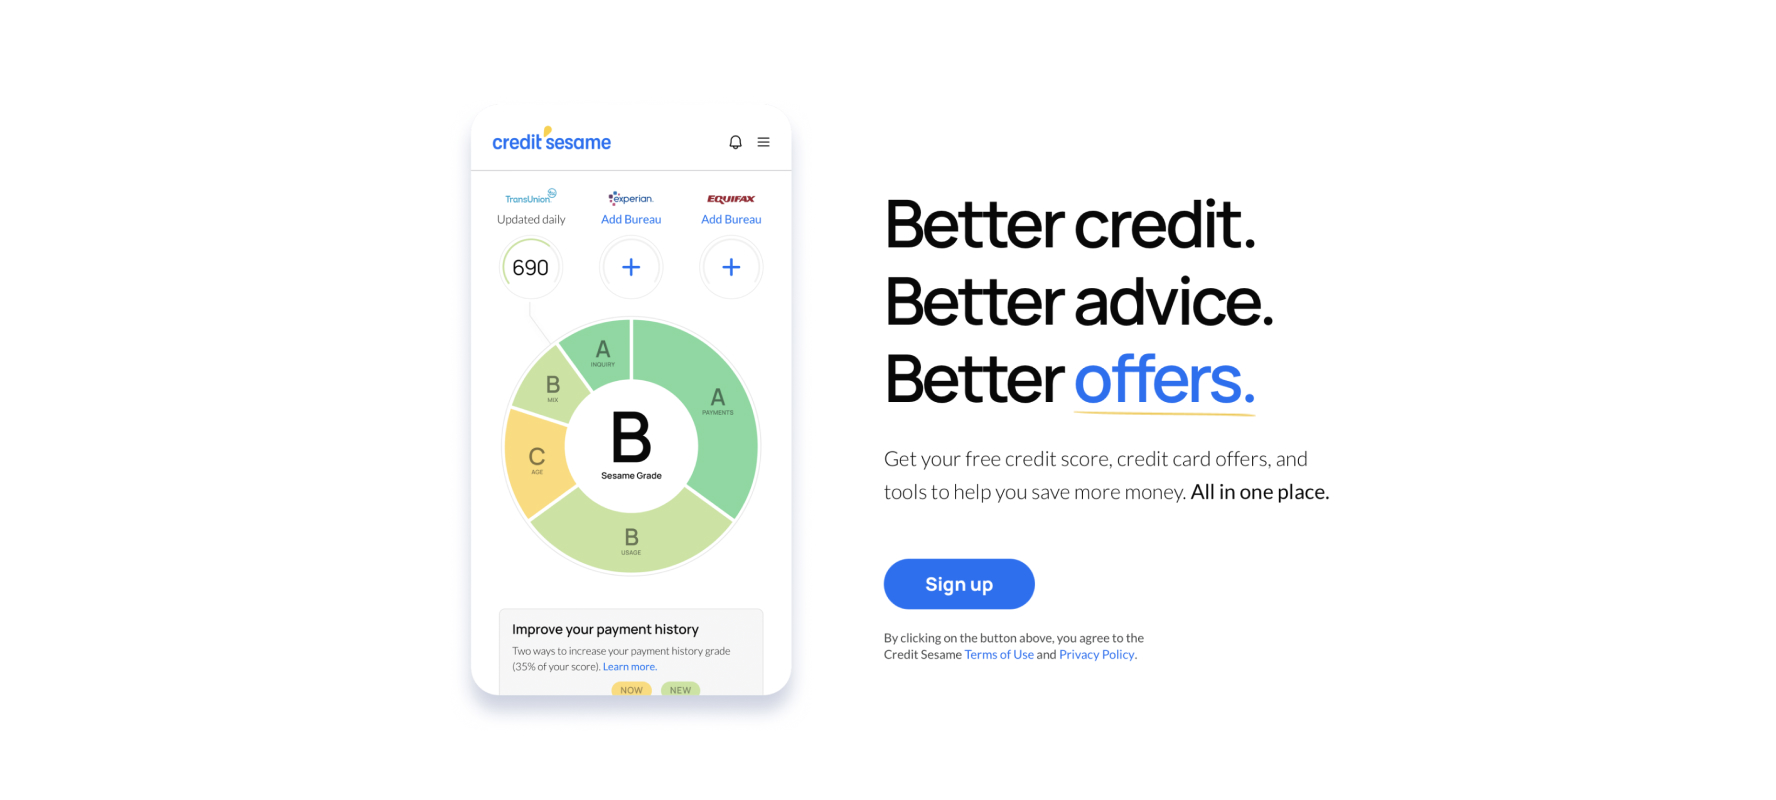 credit sesame
TransUnion
experian.
EQUIFAX
Updated daily
Add Bureau
Add Bureau
690
+
+
A
INQUIRY
A
PAYMENTS
B
MIX
C
AGE
B
USAGE
B
Sesame Grade
Improve your payment history
Two ways to increase your payment history grade
(35% of your score). Learn more.
NOW
NEW
Better credit.
Better advice.
Better offers.
Get your free credit score, credit card offers, and
tools to help you save more money. All in one place.
Sign up
By clicking on the button above, you agree to the
Credit Sesame Terms of Use and Privacy Policy.